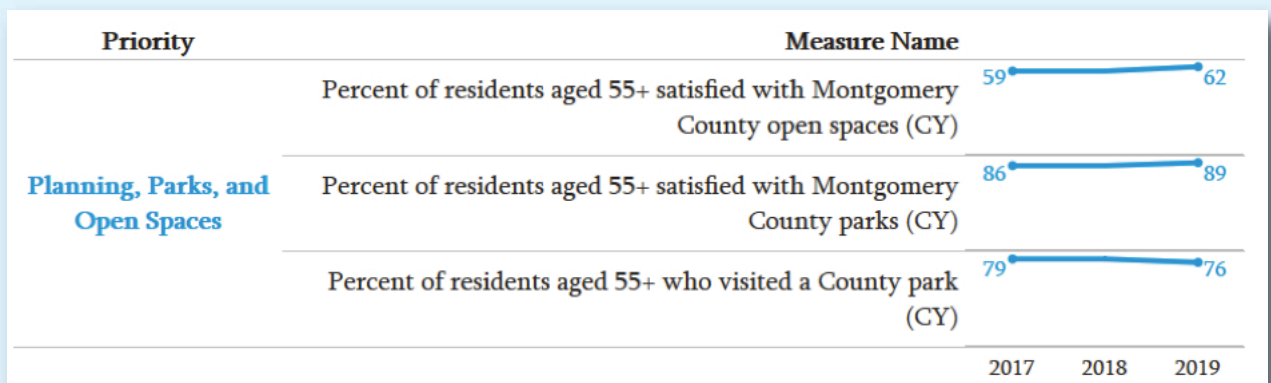 Priority
Measure Name
Percent of residents aged 55+ satisfied with Montgomery
County open spaces (CY)
59
62
Planning, Parks, and
Open Spaces
Percent of residents aged 55+ satisfied with Montgomery
County parks (CY)
86
89
Percent of residents aged 55+ who visited a County park
(CY)
79
76
2017 2018 2019